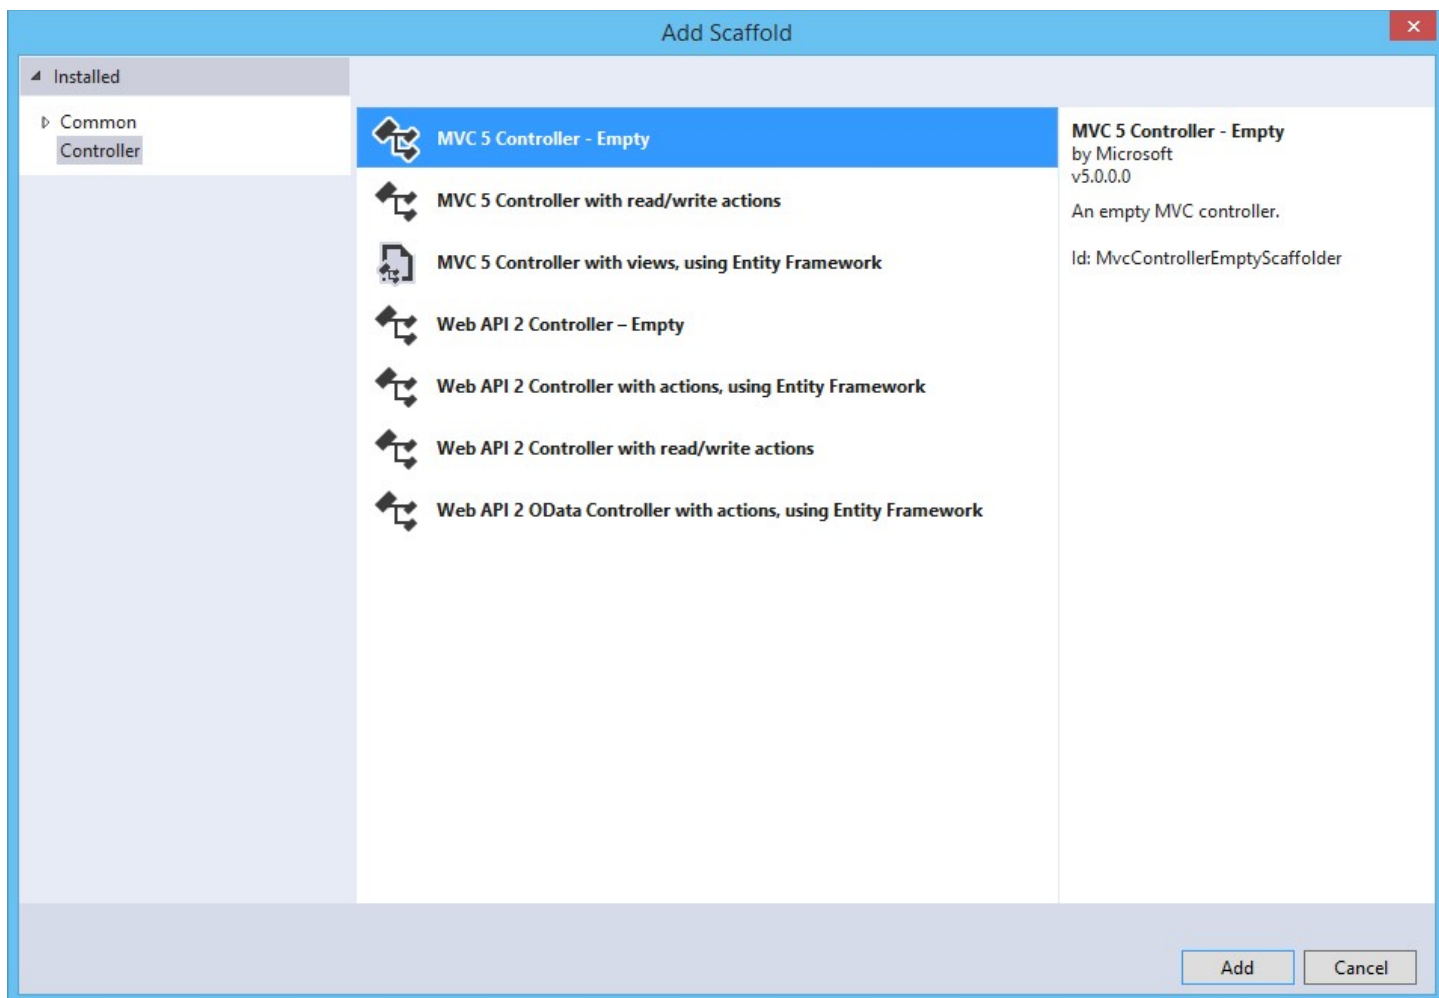 Add Scaffold
Installed
Common
Controller
MVC 5 Controller - Empty
MVC 5 Controller with read/write actions
MVC 5 Controller with views, using Entity Framework
Web API 2 Controller – Empty
Web API 2 Controller with actions, using Entity Framework
Web API 2 Controller with read/write actions
Web API 2 OData Controller with actions, using Entity Framework
MVC 5 Controller - Empty
by Microsoft
v5.0.0.0
An empty MVC controller.
Id: MvcControllerEmptyScaffolder
Add
Cancel